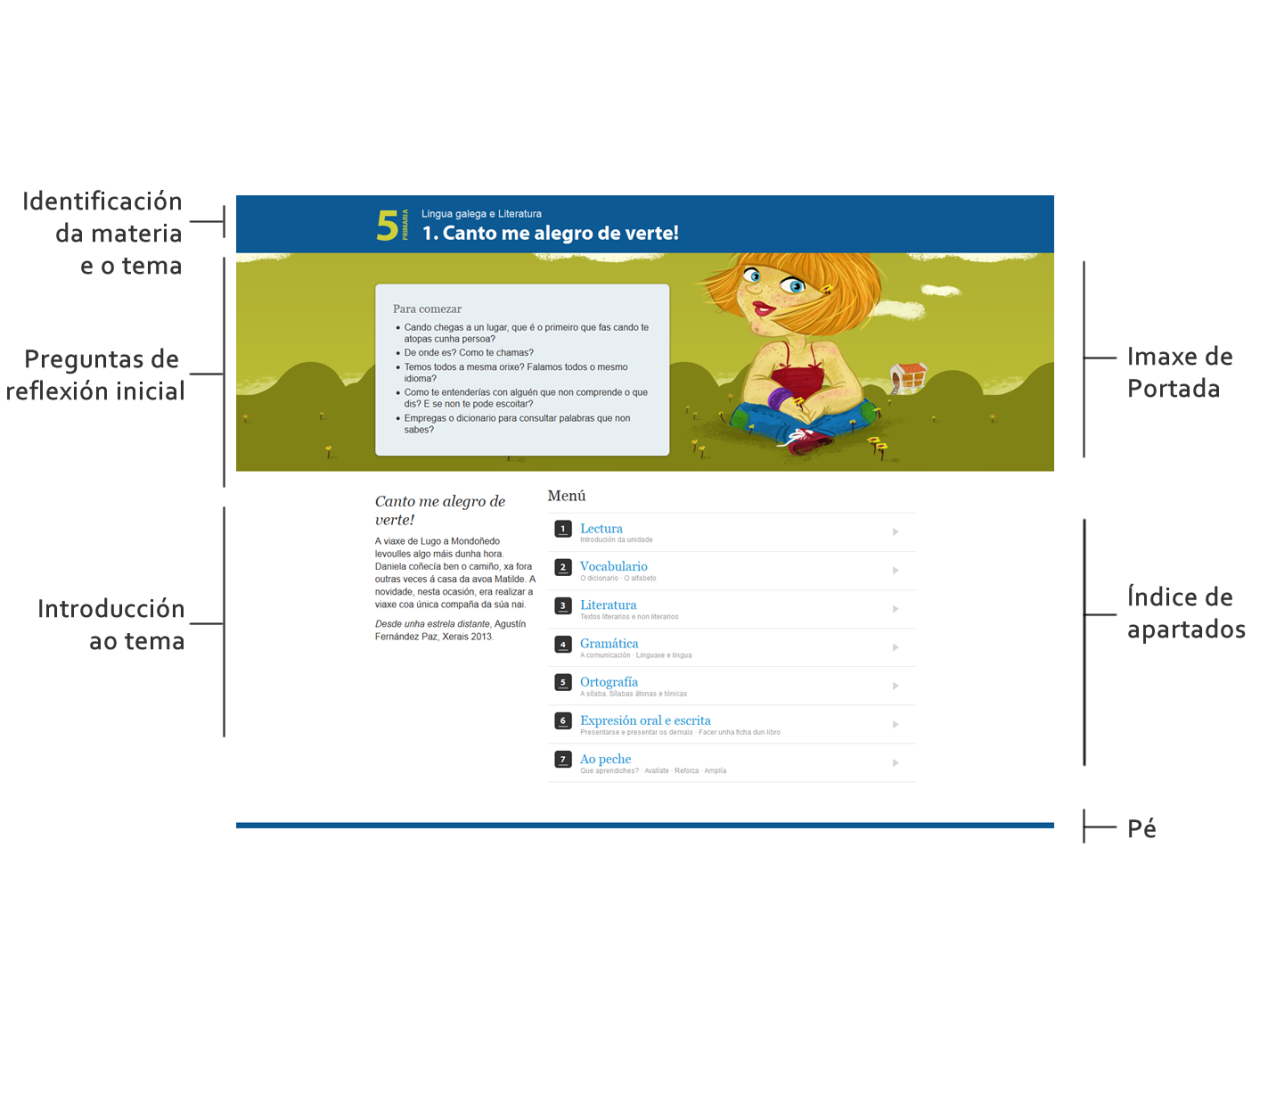 Identificación
da materia
e o tema
5
PRIMARIA
Lingua galega e Literatura
1. Canto me alegro de verte!
Preguntas de
reflexión inicial
Para comezar
• Cando chegas a un lugar, que é o primeiro que fas cando te
atopas cunha persoa?
• De onde es? Como te chamas?
• Temos todos a mesma orixe? Falamos todos o mesmo
idioma?
• Como te entenderías con alguén que non comprende o que
dis? E se non te pode escoitar?
• Empregas o dicionario para consultar palabras que non
sabes?
Imaxe de
Portada
Introducción
ao tema
Canto me alegro de
verte!
A viaxe de Lugo a Mondoñedo
levoulles algo máis dunha hora.
Daniela coñecía ben o camiño, xa fora
outras veces á casa da avoa Matilde. A
novidade, nesta ocasión, era realizar a
viaxe coa única compaña da súa nai.
Desde unha estrela distante, Agustín
Fernández Paz, Xerais 2013.
Menú
1 Lectura
Introdución da unidade
2 Vocabulario
O dicionario · O alfabeto
3 Literatura
Textos literarios e non literarios
4 Gramática
A comunicación · Linguaxe e lingua
5 Ortografía
A sílaba. Sílabas átonas e tónicas
6 Expresión oral e escrita
Presentarse e presentar os demais · Facer unha ficha dun libro
7 Ao peche
Que aprendiches? · Avalíate · Reforza · Amplía
Índice de
apartados
Pé